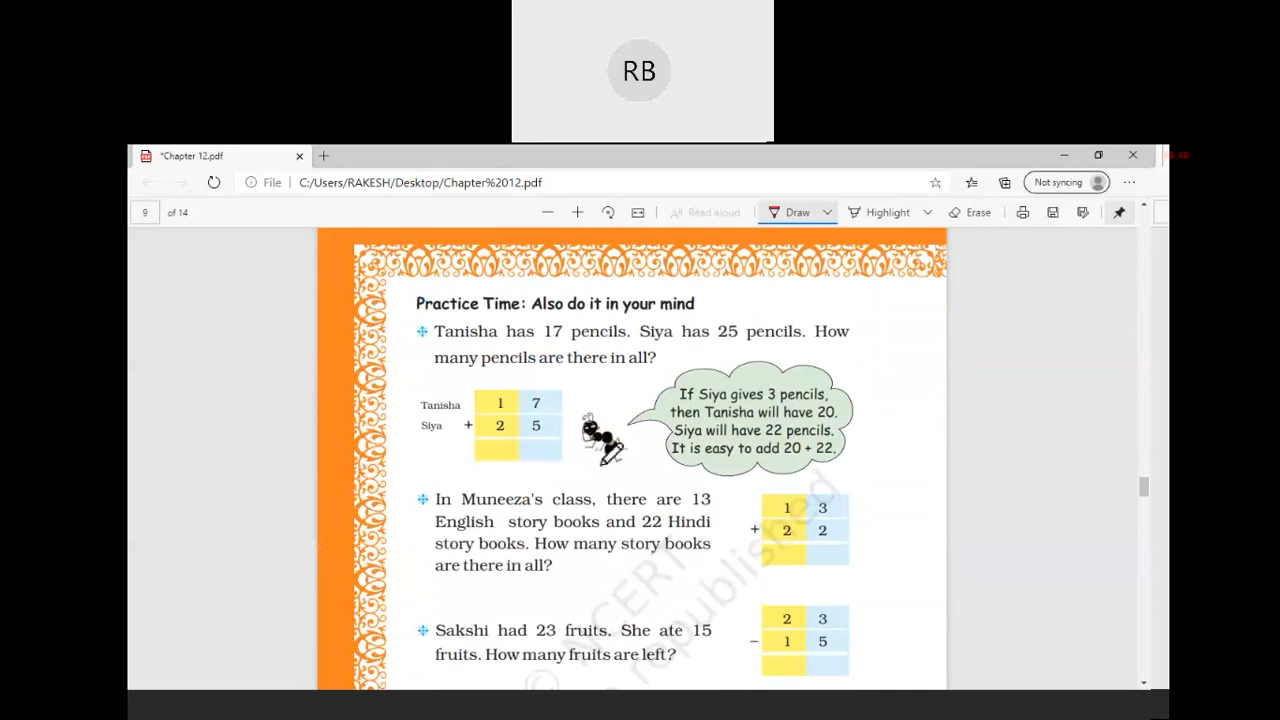 RB
*Chapter 12.pdf
File C:/Users/RAKESH/Desktop/Chapter%2012.pdf
Not syncing
9 of 14
Read aloud
Draw
Highlight
Erase
Practice Time: Also do it in your mind
Tanisha has 17 pencils. Siya has 25 pencils. How
many pencils are there in all?
Tanisha 1 7
Siya + 2 5
If Siya gives 3 pencils,
then Tanisha will have 20.
Siya will have 22 pencils.
It is easy to add 20 + 22.
In Muneeza's class, there are 13
English story books and 22 Hindi
story books. How many story books
are there in all?
1 3
+ 2 2
Sakshi had 23 fruits. She ate 15
fruits. How many fruits are left?
2 3
– 1 5
© NCERT
republished